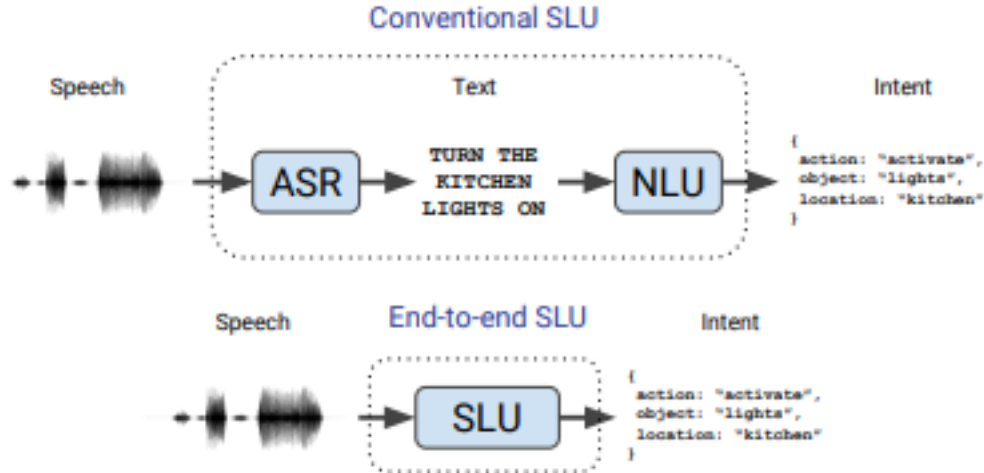 Conventional SLU
Speech
Text
Intent
ASR
TURN THE
KITCHEN
LIGHTS ON
NLU
{
action: "activate",
object: "lights",
location: "kitchen"
}
Speech
End-to-end SLU
Intent
SLU
{
action: "activate",
object: "lights",
location: "kitchen"
}